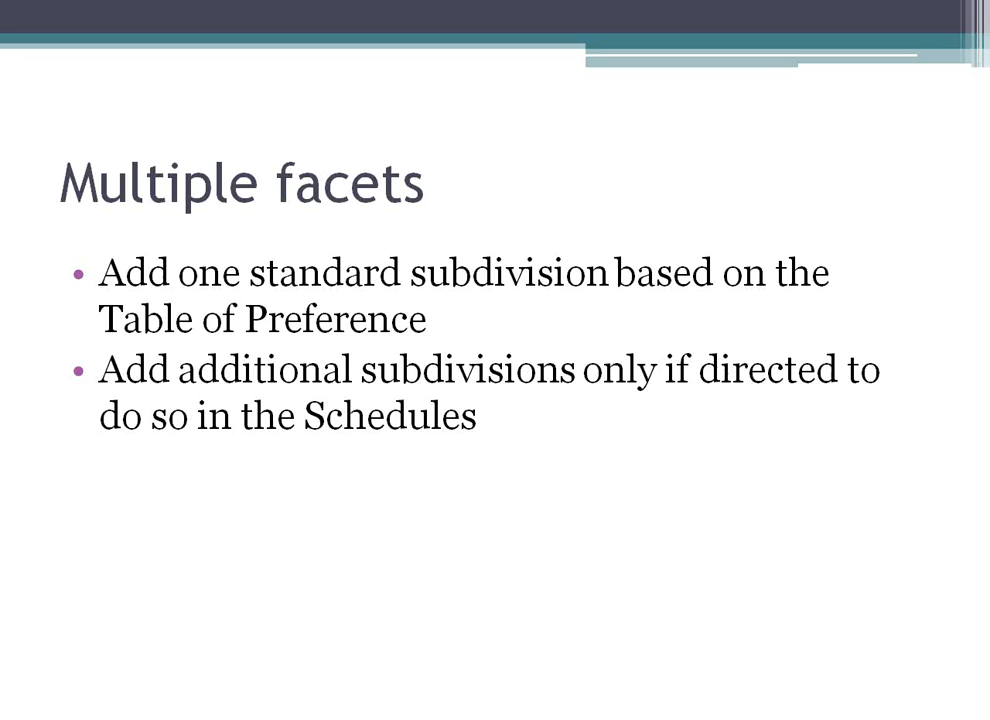 Multiple facets
• Add one standard subdivision based on the
Table of Preference
• Add additional subdivisions only if directed to
do so in the Schedules